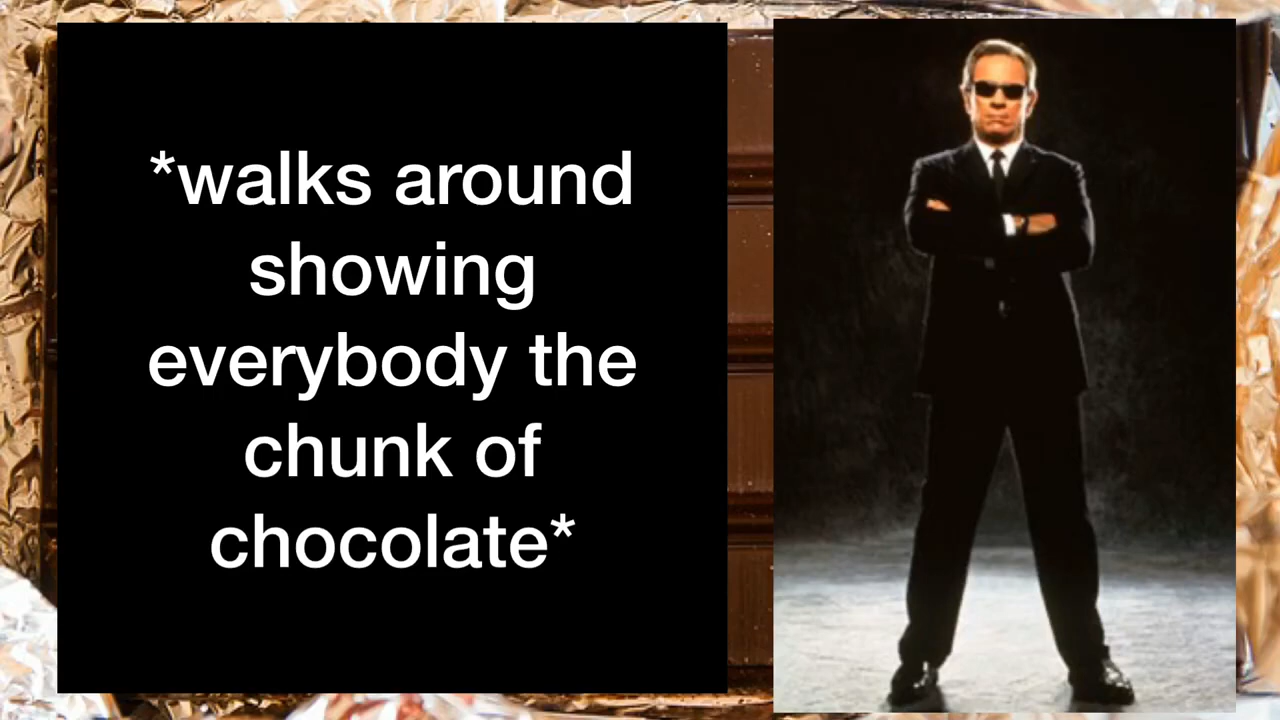 *walks around
showing
everybody the
chunk of
chocolate*